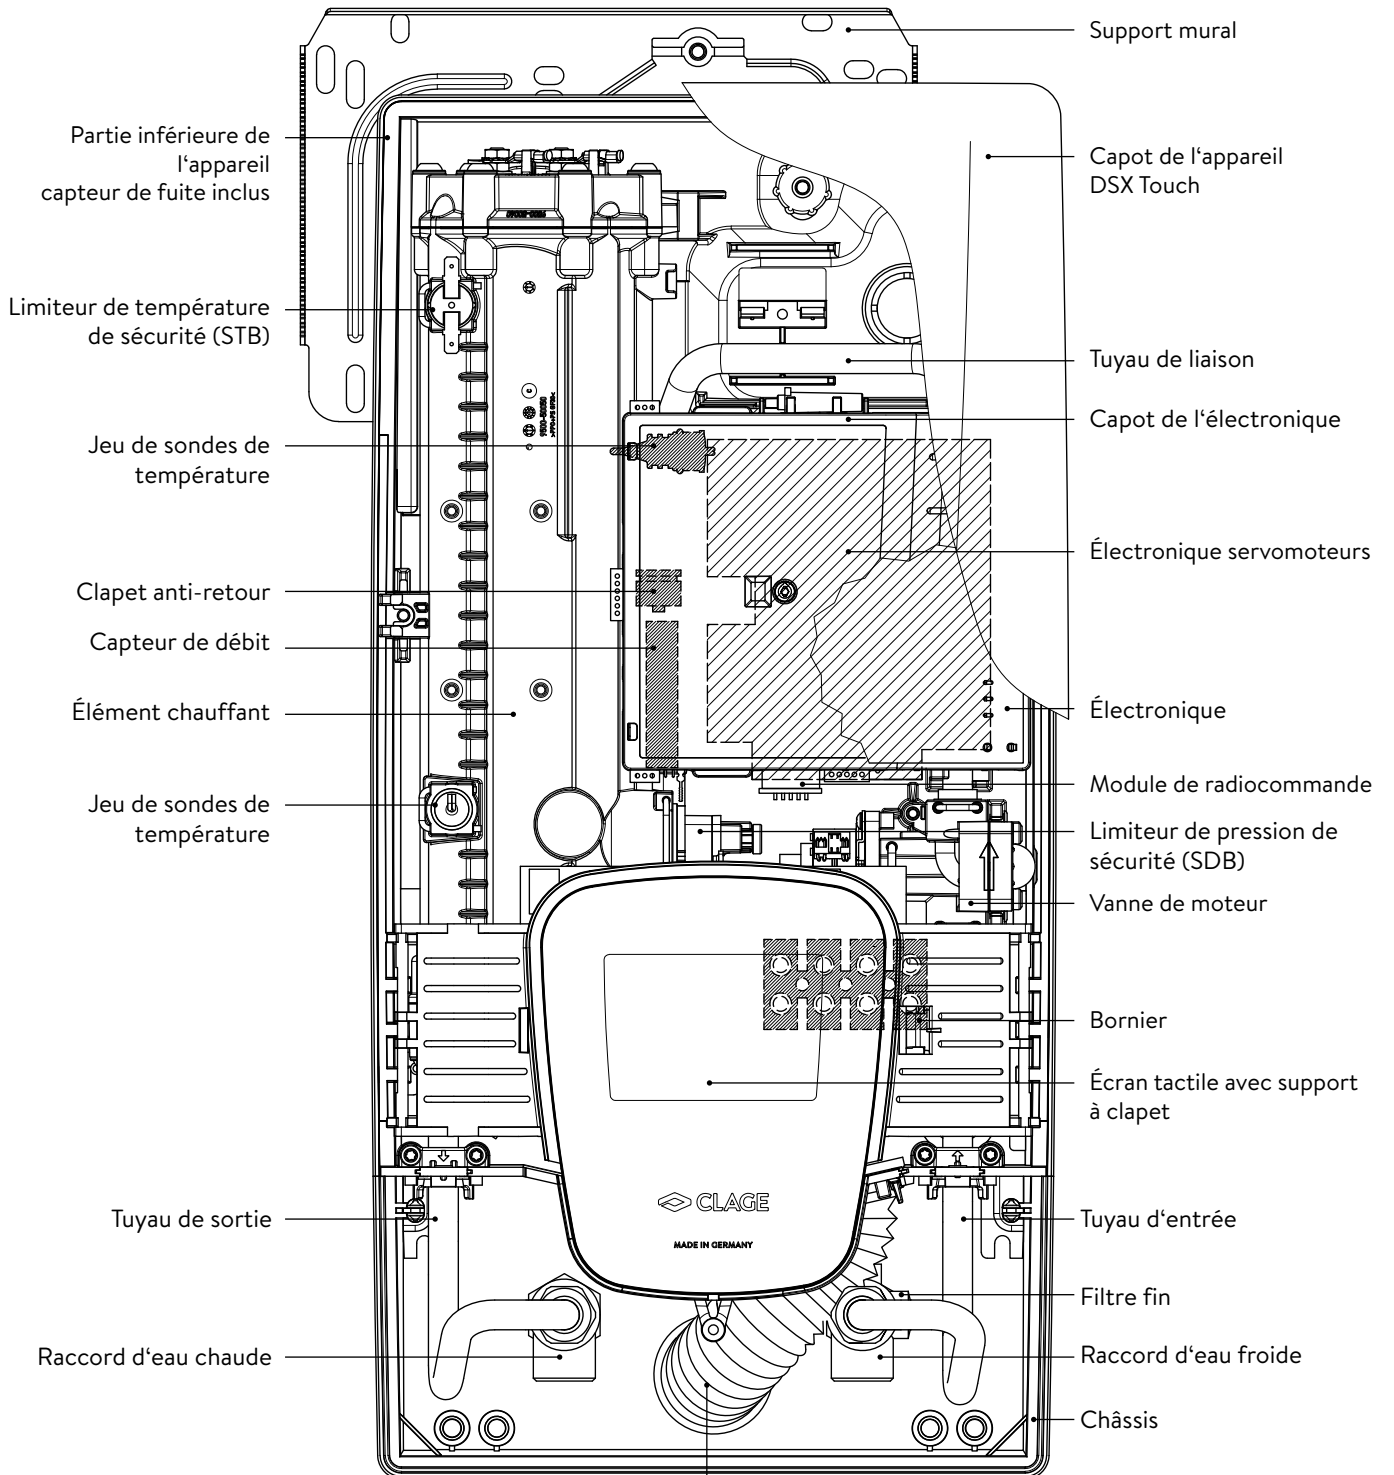 Support mural
Partie inférieure de
l‘appareil
capteur de fuite inclus
Capot de l‘appareil
DSX Touch
Limiteur de température
de sécurité (STB)
Tuyau de liaison
Capot de l‘électronique
Jeu de sondes de
température
9500-50050
Électronique servomoteurs
Clapet anti-retour
Capteur de débit
Élément chauffant
Électronique
Module de radiocommande
Jeu de sondes de
température
Limiteur de pression de
sécurité (SDB)
Vanne de moteur
Bornier
Écran tactile avec support
à clapet
CLAGE
MADE IN GERMANY
Tuyau de sortie
Tuyau d‘entrée
Filtre fin
Raccord d‘eau chaude
Raccord d‘eau froide
Châssis